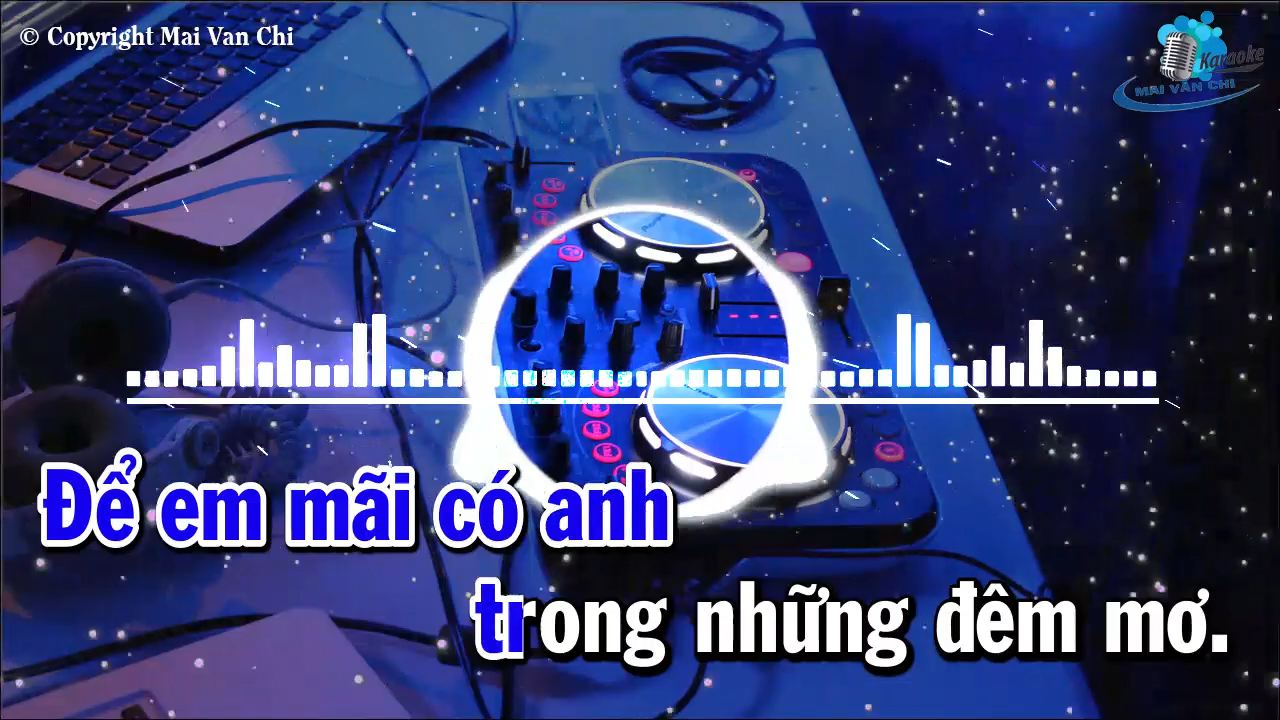 © Copyright Mai Van Chi
Karaoke
MAI VĂN CHI
Để em mãi có anh
trong những đêm mơ.